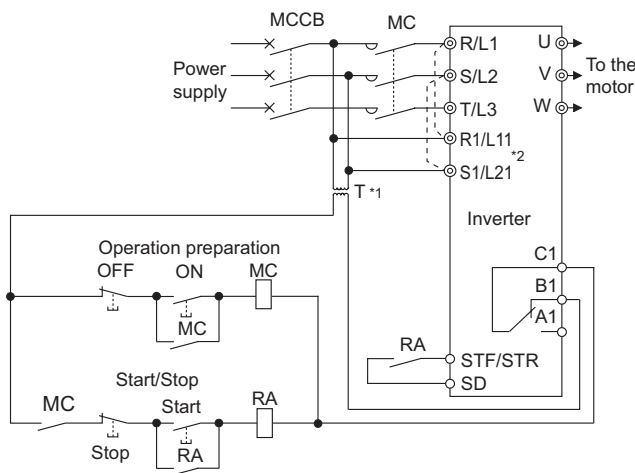 MCCB
MC
R/L1
U
Power
supply
S/L2
V
To the
motor
T/L3
W
R1/L11
*2
S1/L21
T *1
Inverter
Operation preparation
OFF
ON
MC
MC
C1
B1
A1
RA
STF/STR
SD
Start/Stop
MC
Stop
Start
RA
RA